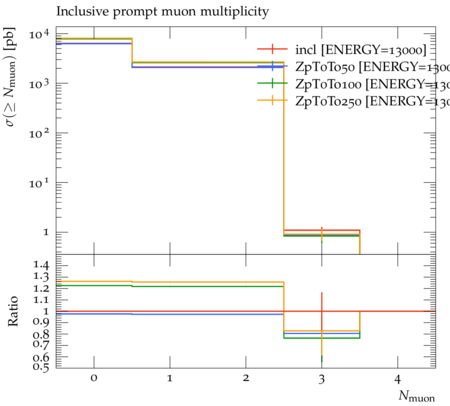 Inclusive prompt muon multiplicity
σ(≥ Nmuon) [pb]
incl [ENERGY=13000]
ZpToTo50 [ENERGY=1300
ZpToTo100 [ENERGY=130
ZpToTo250 [ENERGY=130
10⁴
10³
10²
10¹
1
Ratio
1.4
1.3
1.2
1.1
1
0.9
0.8
0.7
0.6
0.5
0 1 2 3 4
Nmuon